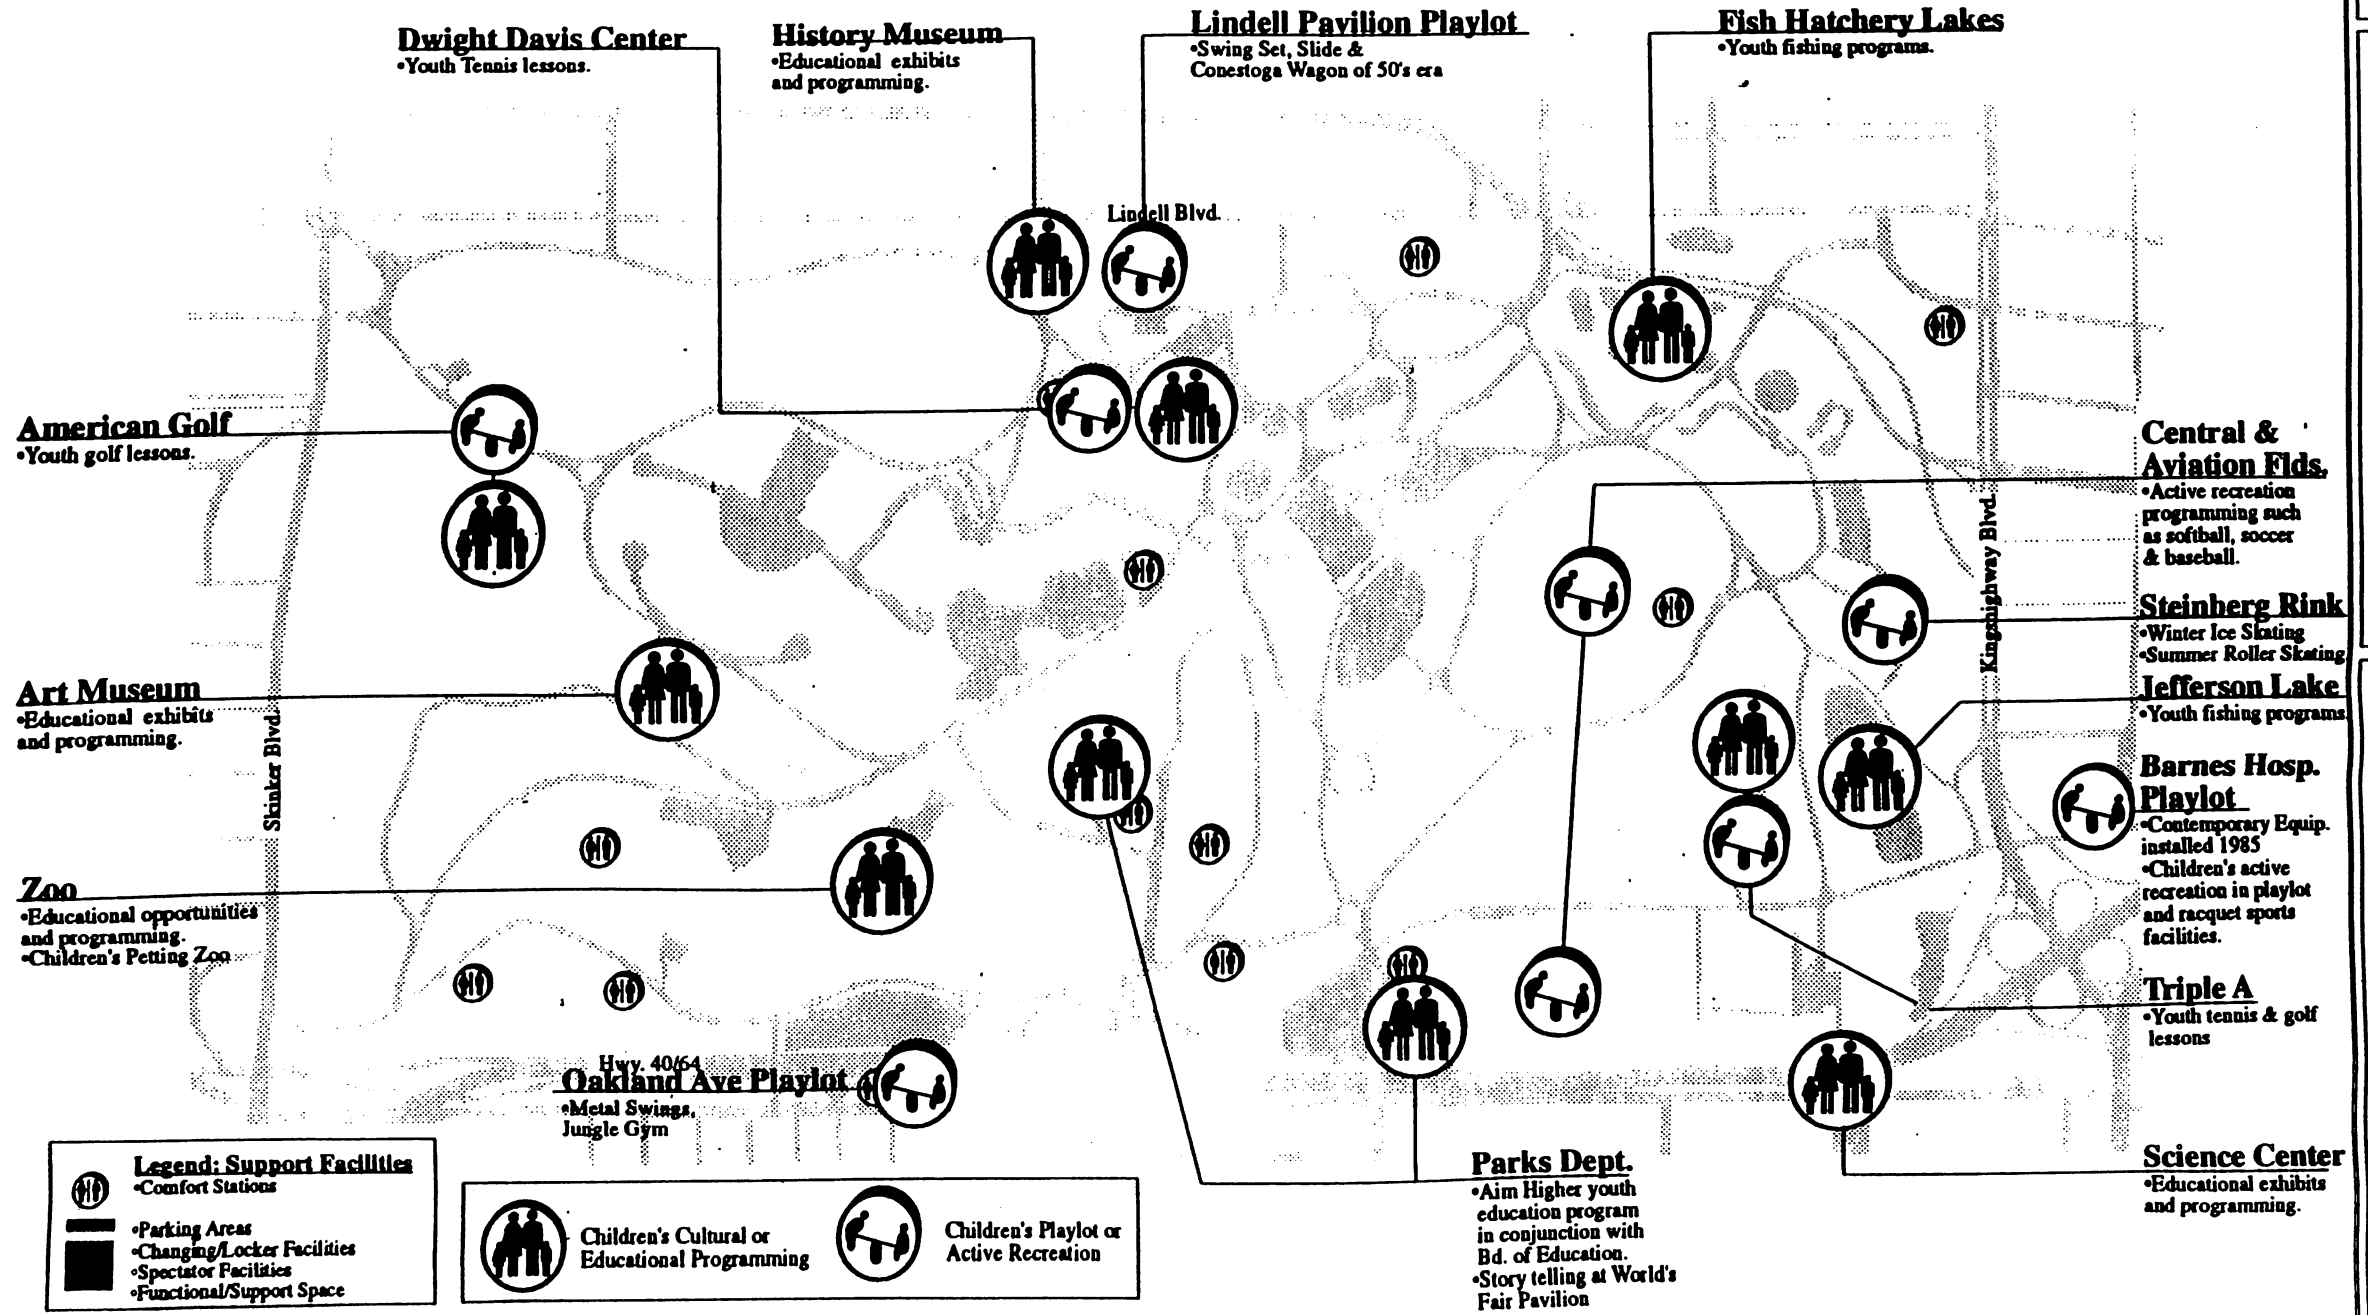 Dwight Davis Center
•Youth Tennis lessons.
History Museum
•Educational exhibits
and programming.
Lindell Pavilion Playlot
•Swing Set, Slide &
Conestoga Wagon of 50's era
Fish Hatchery Lakes
•Youth fishing programs.
Lindell Blvd.
American Golf
•Youth golf lessons.
Central &
Aviation Flds.
•Active recreation
programming such
as softball, soccer
& baseball.
Kingshighway Blvd.
Steinberg Rink
•Winter Ice Skating
•Summer Roller Skating
Art Museum
•Educational exhibits
and programming.
Skinker Blvd.
Jefferson Lake
•Youth fishing programs
Barnes Hosp.
Playlot
•Contemporary Equip.
installed 1985
•Children's active
recreation in playlot
and racquet sports
facilities.
Zoo
•Educational opportunities
and programming.
•Children's Petting Zoo
Triple A
•Youth tennis & golf
lessons
Hwy. 40/64
Oakland Ave Playlot
•Metal Swings,
Jungle Gym
Parks Dept.
•Aim Higher youth
education program
in conjunction with
Bd. of Education.
•Story telling at World's
Fair Pavilion
Science Center
•Educational exhibits
and programming.
Legend: Support Facilities
•Comfort Stations
•Parking Areas
•Changing/Locker Facilities
•Spectator Facilities
•Functional/Support Space
Children's Cultural or
Educational Programming
Children's Playlot or
Active Recreation